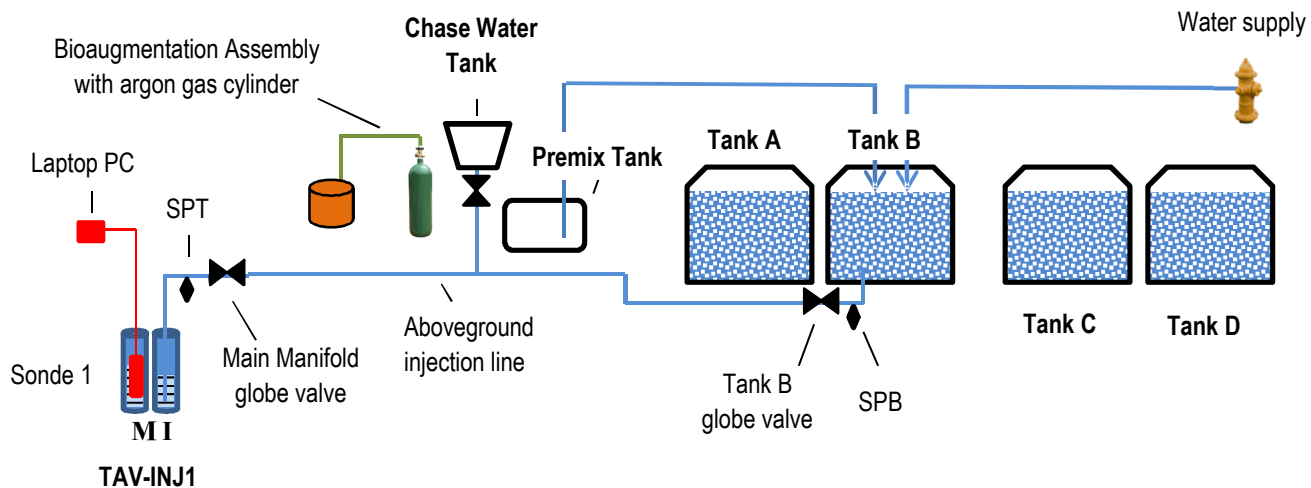 Water supply
Chase Water
Tank
Bioaugmentation Assembly
with argon gas cylinder
Tank A
Tank B
Premix Tank
Laptop PC
SPT
Aboveground
injection line
Tank C
Tank D
Main Manifold
globe valve
Sonde 1
Tank B
globe valve
SPB
M I
TAV-INJ1